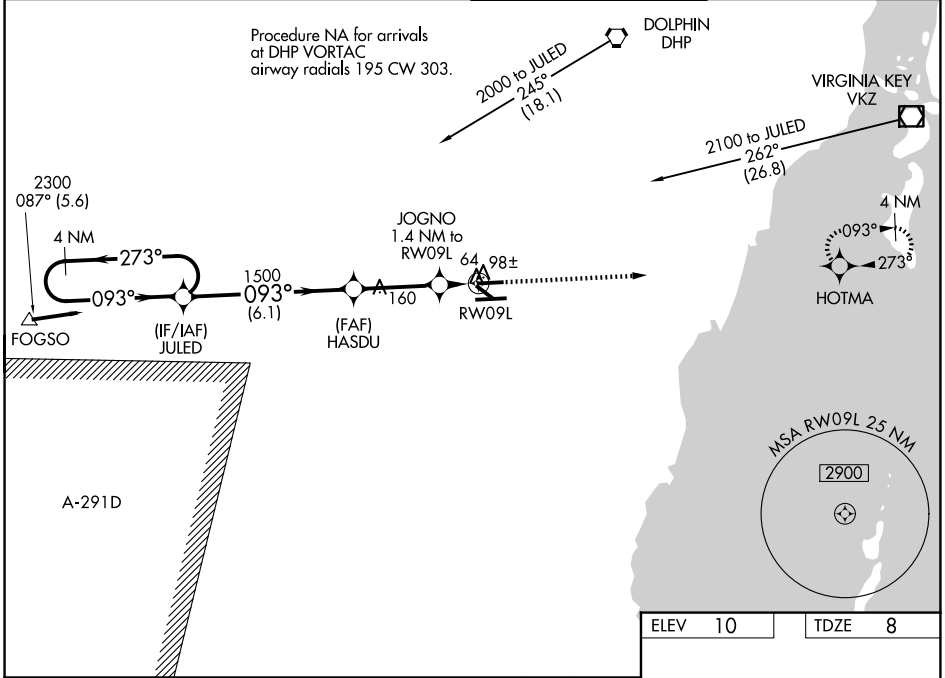 Procedure NA for arrivals
at DHP VORTAC
airway radials 195 CW 303.
DOLPHIN
DHP
2000 to JULED
245°
(18.1)
VIRGINIA KEY
VKZ
2100 to JULED
262°
(26.8)
2300
087° (5.6)
4 NM
273°
093°
FOGSO
(IF/IAF)
JULED
1500
093°
(6.1)
(FAF)
HASDU
160
JOGNO
1.4 NM to
RW09L
64
98±
RW09L
4 NM
093°
273°
HOTMA
A-291D
MSA RW09L 25 NM
2900
ELEV 10
TDZE 8